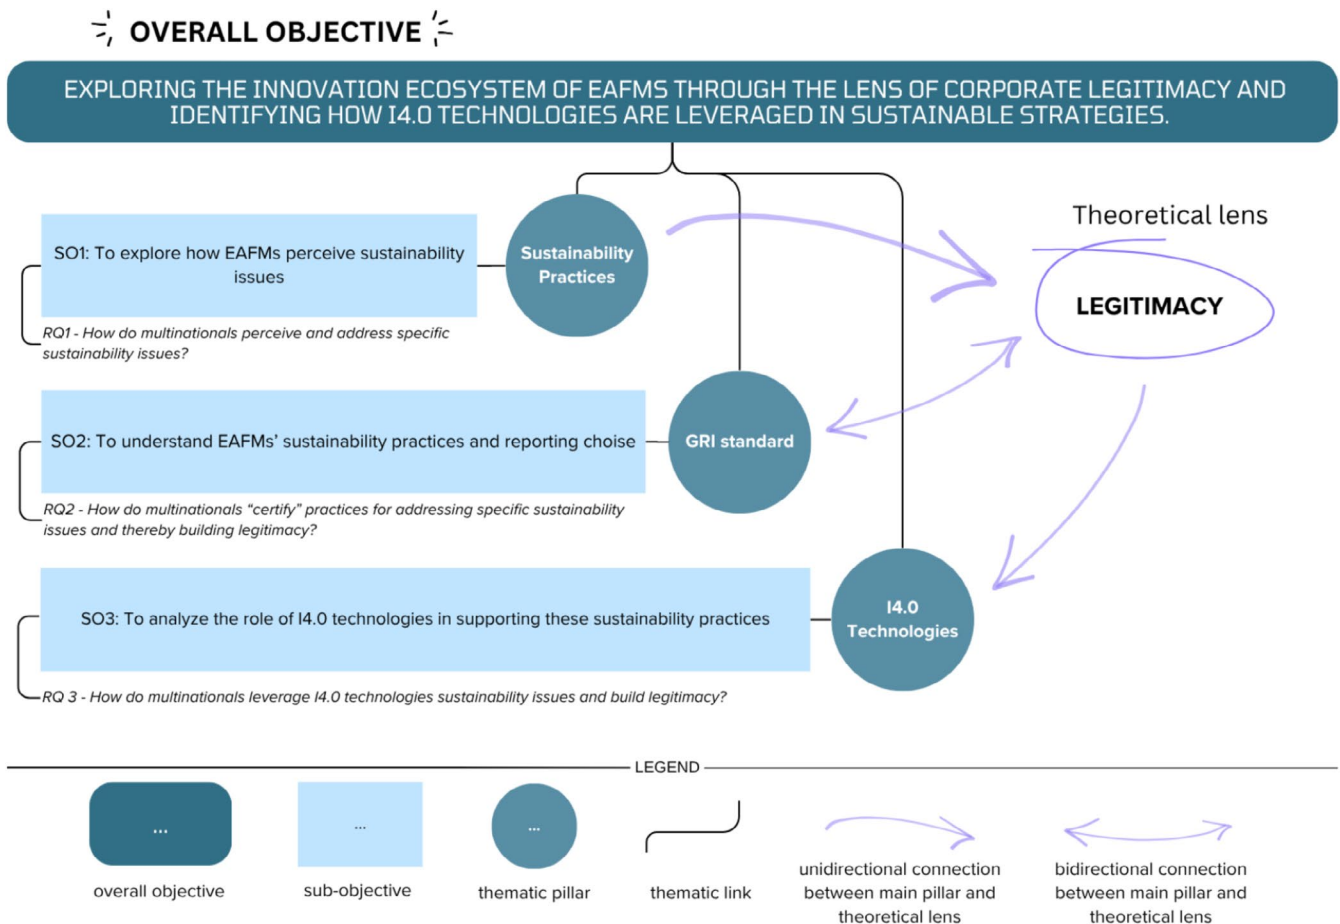 OVERALL OBJECTIVE
EXPLORING THE INNOVATION ECOSYSTEM OF EAFMS THROUGH THE LENS OF CORPORATE LEGITIMACY AND
IDENTIFYING HOW I4.0 TECHNOLOGIES ARE LEVERAGED IN SUSTAINABLE STRATEGIES.
SO1: To explore how EAFMs perceive sustainability
issues
Sustainability
Practices
Theoretical lens
LEGITIMACY
RQ1 - How do multinationals perceive and address specific
sustainability issues?
SO2: To understand EAFMs’ sustainability practices and reporting choise
GRI standard
RQ2 - How do multinationals “certify” practices for addressing specific sustainability
issues and thereby building legitimacy?
SO3: To analyze the role of I4.0 technologies in supporting these sustainability practices
I4.0
Technologies
RQ 3 - How do multinationals leverage I4.0 technologies sustainability issues and build legitimacy?
LEGEND
...
overall objective
...
sub-objective
...
thematic pillar
thematic link
unidirectional connection
between main pillar and
theoretical lens
bidirectional connection
between main pillar and
theoretical lens